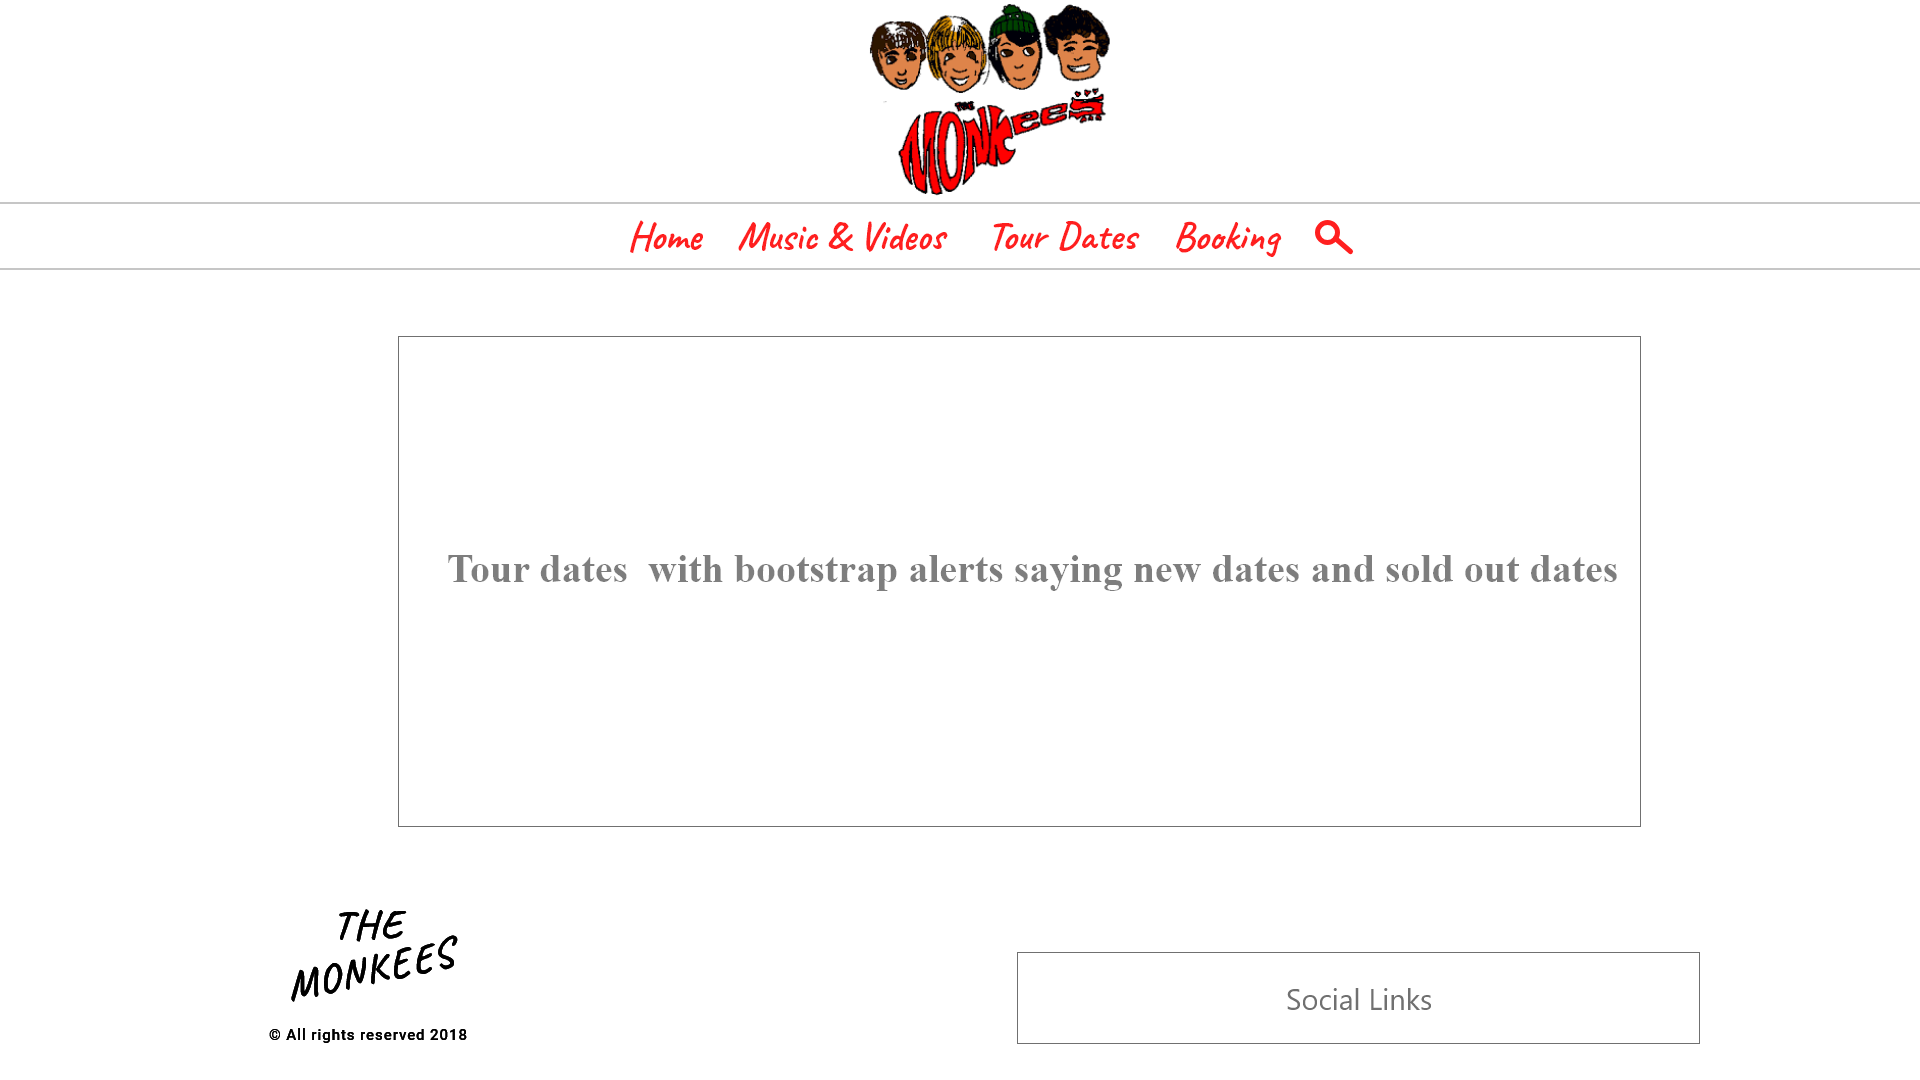 THE
MONKEES
Home Music & Videos Tour Dates Booking
Tour dates  with bootstrap alerts saying new dates and sold out dates
THE
MONKEES
© All rights reserved 2018
Social Links